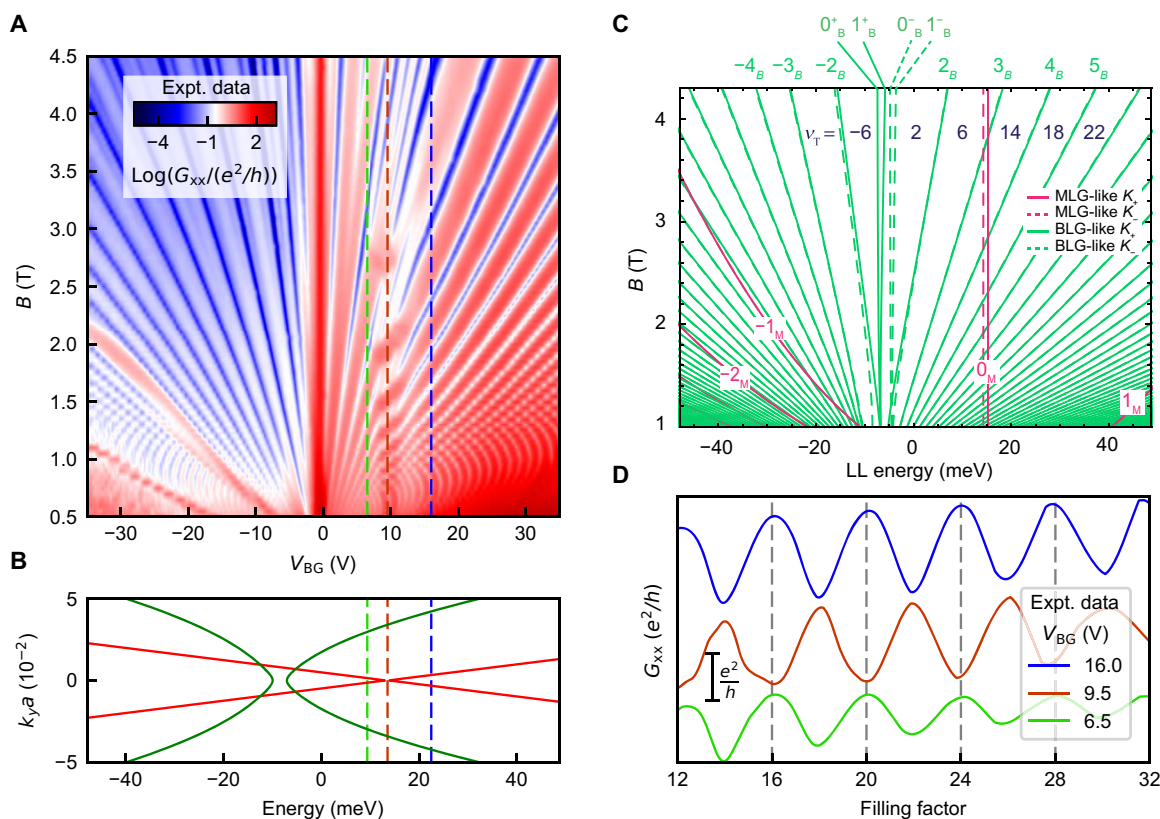 A
4.5
4.0
3.5
3.0
2.5
2.0
1.5
1.0
0.5
B (T)
Expt. data
−4 −1 2
Log(Gxx/(e²/h))
−30 −20 −10 0 10 20 30
VBG (V)
B
5
0
−5
kya (10⁻²)
−40 −20 0 20 40
Energy (meV)
C
0⁺B 1⁺B 0⁻B 1⁻B
−4B −3B −2B 2B 3B 4B 5B
4
3
2
1
B (T)
νT = −6 2 6 14 18 22
MLG-like K+
MLG-like K−
BLG-like K+
BLG-like K−
−1M
−2M
0M
1M
−40 −20 0 20 40
LL energy (meV)
D
Gxx (e²/h)
e²/h
Expt. data
VBG (V)
16.0
9.5
6.5
12 16 20 24 28 32
Filling factor